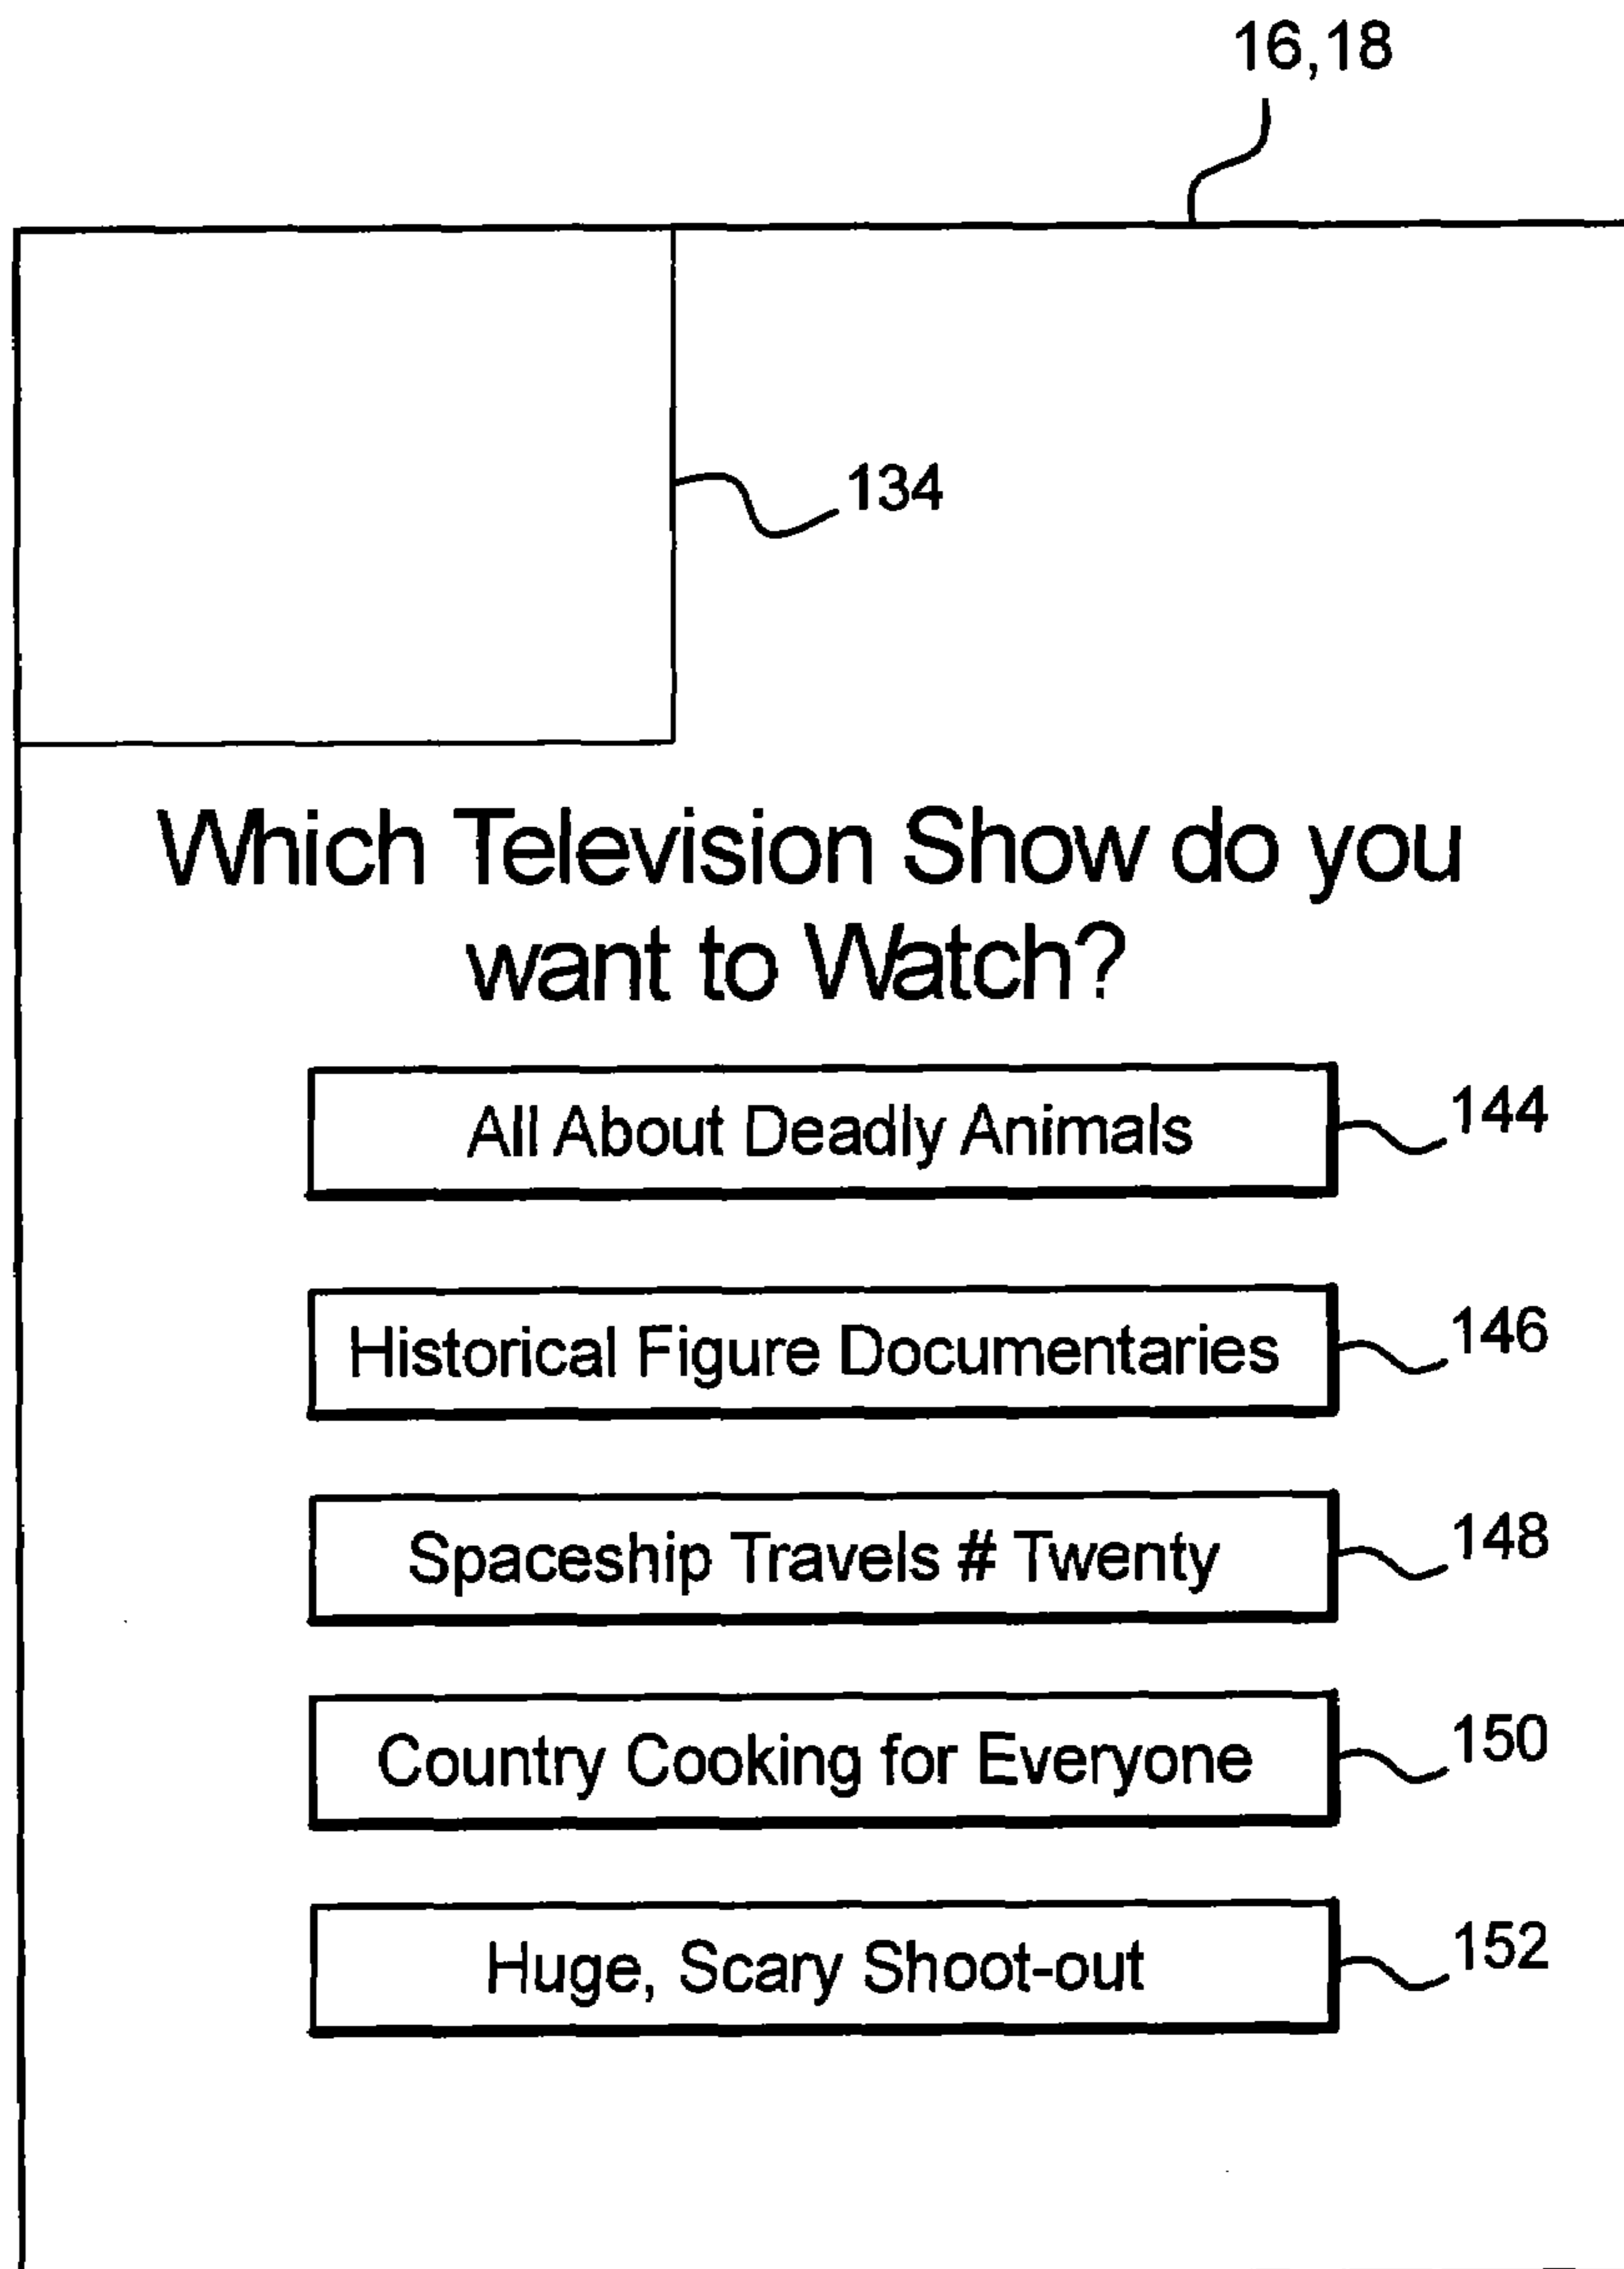 16,18
134
Which Television Show do you
want to Watch?
All About Deadly Animals
144
Historical Figure Documentaries
146
Spaceship Travels # Twenty
148
Country Cooking for Everyone
150
Huge, Scary Shoot-out
152